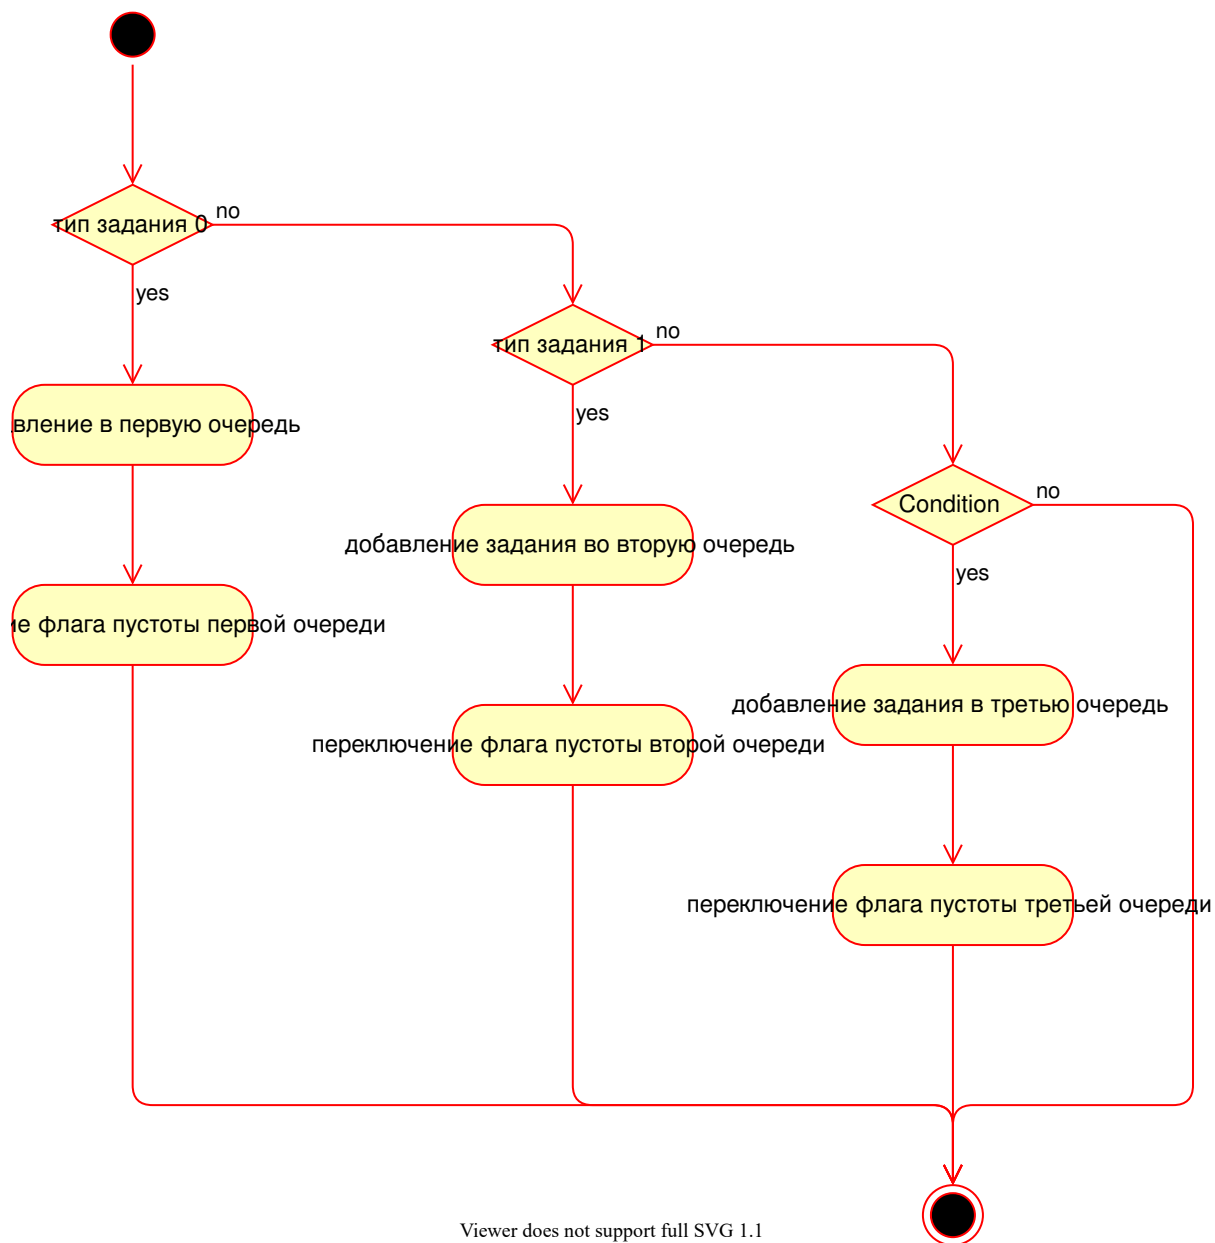 тип задания 0
no
yes
тип задания 1
no
yes
вление в первую очередь
Condition
no
добавление задания во вторую очередь
yes
е флага пустоты первой очереди
добавление задания в третью очередь
переключение флага пустоты второй очереди
переключение флага пустоты третьей очереди
Viewer does not support full SVG 1.1